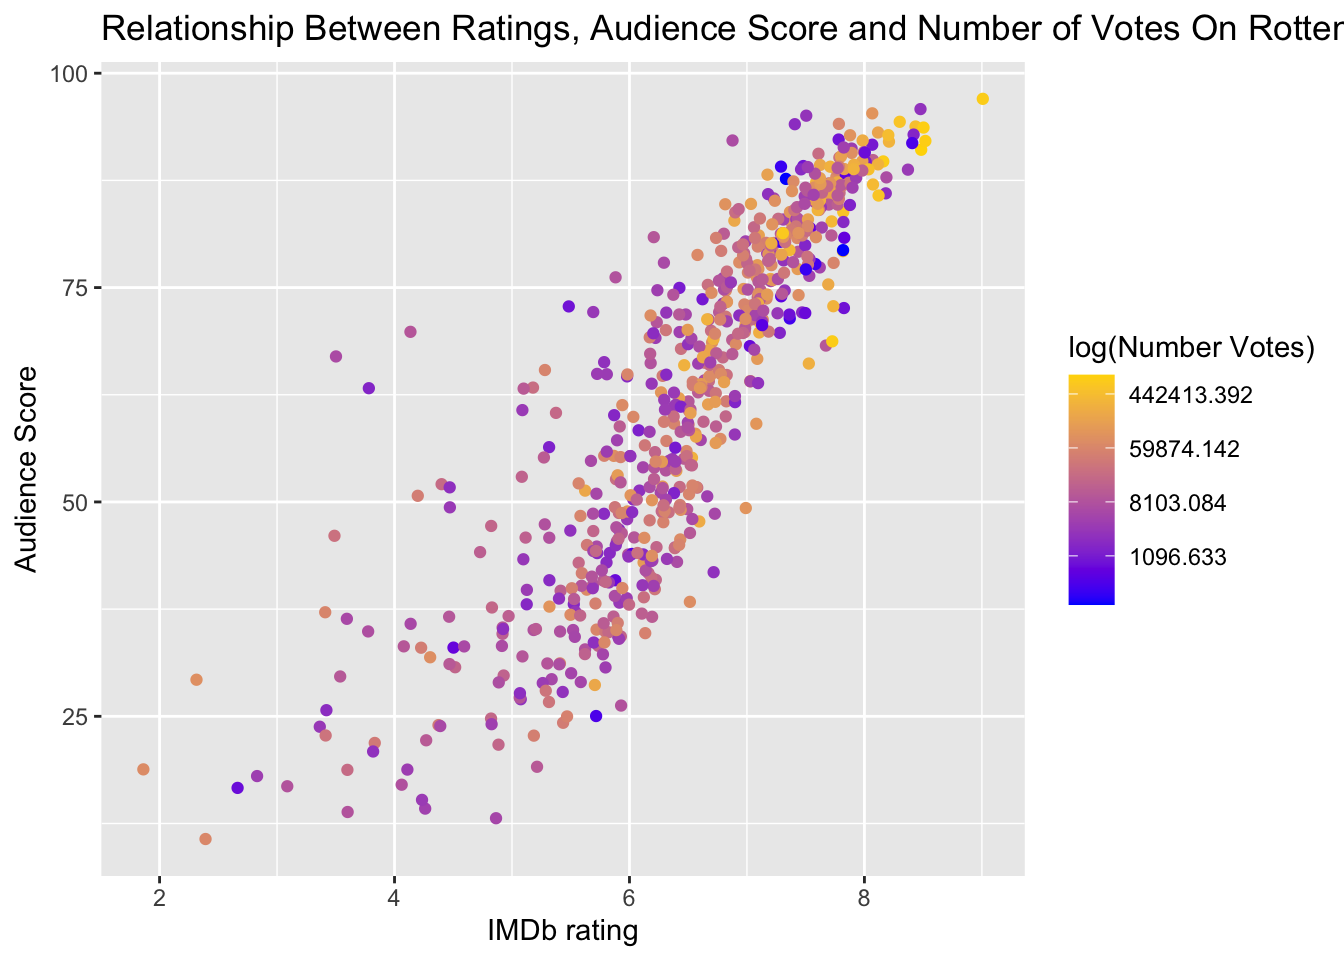 Relationship Between Ratings, Audience Score and Number of Votes On Rotten
100
75
50
25
Audience Score
2 4 6 8
IMDb rating
log(Number Votes)
442413.392
59874.142
8103.084
1096.633